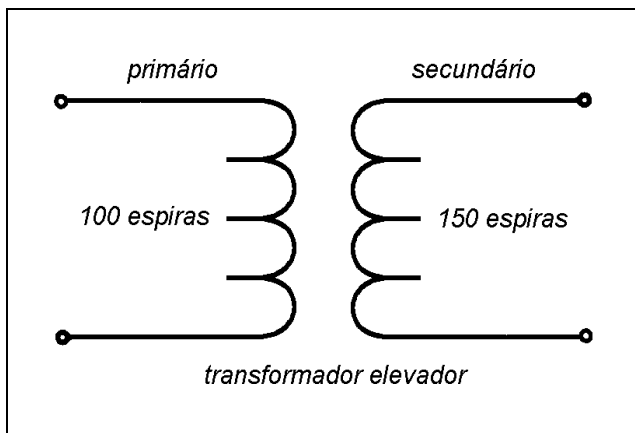 primário
secundário
100 espiras
150 espiras
transformador elevador